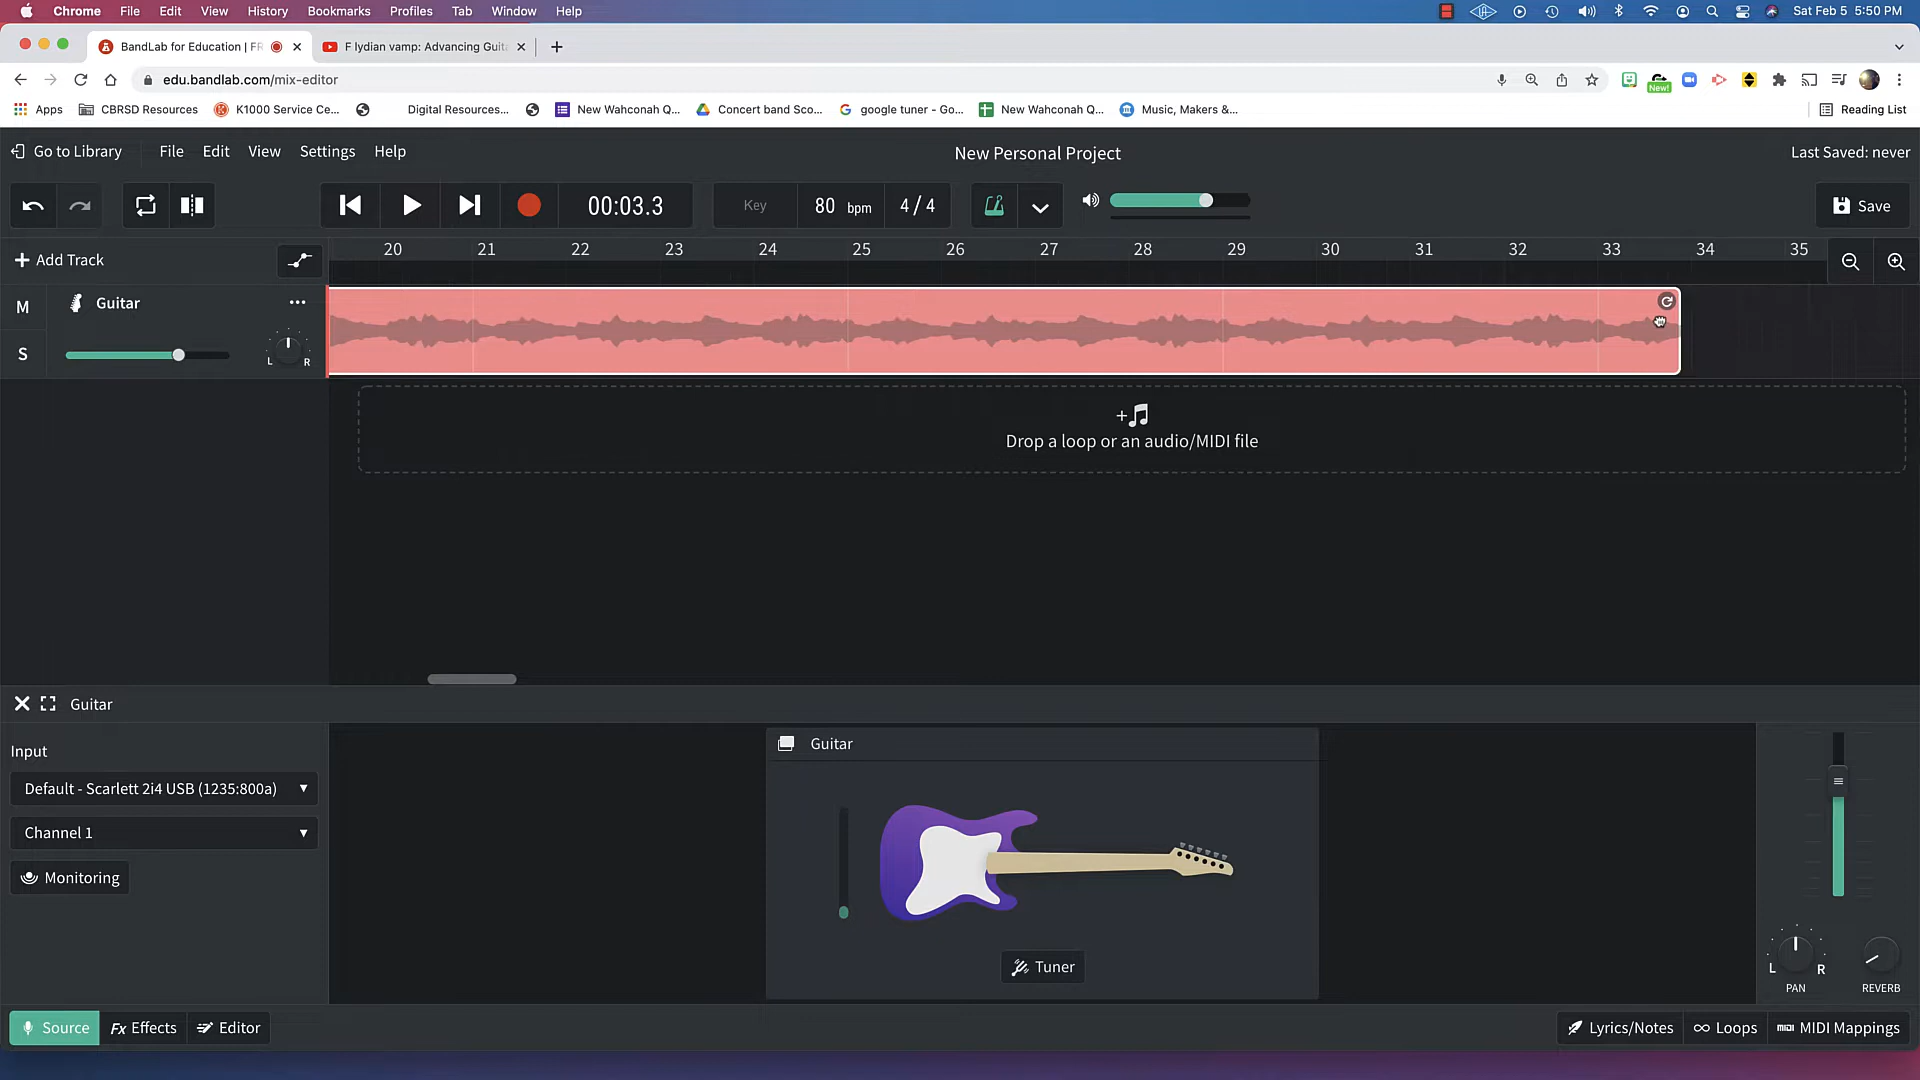 Chrome File Edit View History Bookmarks Profiles Tab Window Help Sat Feb 5 5:50 PM
BandLab for Education | FR F lydian vamp: Advancing Guita
edu.bandlab.com/mix-editor New!
Apps CBRSD Resources K1000 Service Ce... Digital Resources... New Wahconah Q... Concert band Sco... google tuner - Go... New Wahconah Q... Music, Makers &... Reading List
Go to Library File Edit View Settings Help New Personal Project Last Saved: never
00:03.3 Key 80 bpm 4 / 4 Save
+ Add Track 20 21 22 23 24 25 26 27 28 29 30 31 32 33 34 35
M Guitar ...
S L R
Drop a loop or an audio/MIDI file
Guitar
Input Guitar
Default - Scarlett 2i4 USB (1235:800a)
Channel 1
Monitoring
Tuner L R
PAN REVERB
Source Fx Effects Editor Lyrics/Notes Loops MIDI MIDI Mappings